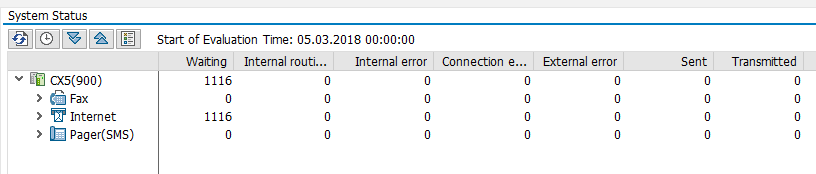 System Status
Start of Evaluation Time: 05.03.2018 00:00:00
Waiting Internal routi... Internal error Connection e... External error Sent Transmitted
CX5(900) 1116 0 0 0 0 0 0
Fax 0 0 0 0 0 0 0
Internet 1116 0 0 0 0 0 0
Pager(SMS) 0 0 0 0 0 0 0